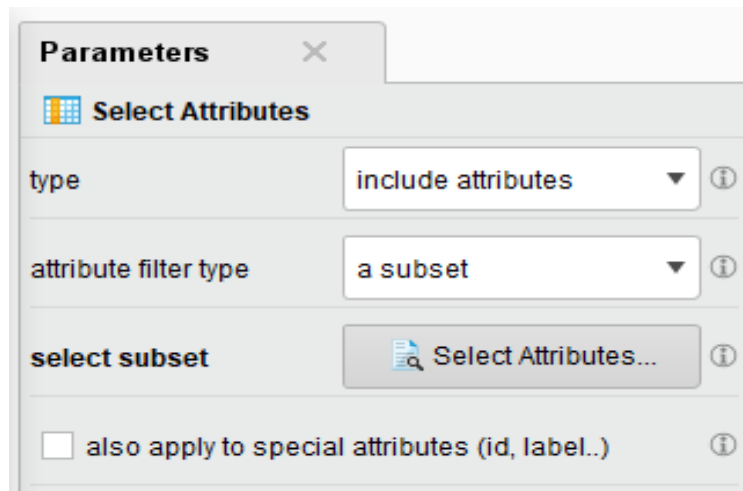 Parameters
Select Attributes
type
include attributes
attribute filter type
a subset
select subset
Select Attributes...
also apply to special attributes (id, label..)